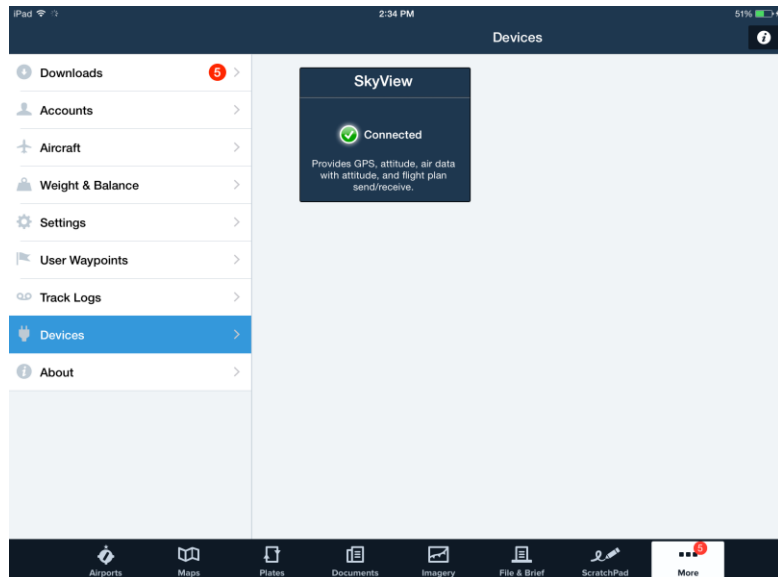 iPad
2:34 PM
51%
Devices
Downloads
5
Accounts
Aircraft
Weight & Balance
Settings
User Waypoints
Track Logs
Devices
About
SkyView
Connected
Provides GPS, attitude, air data
with attitude, and flight plan
send/receive.
Airports
Maps
Plates
Documents
Imagery
File & Brief
ScratchPad
5
More